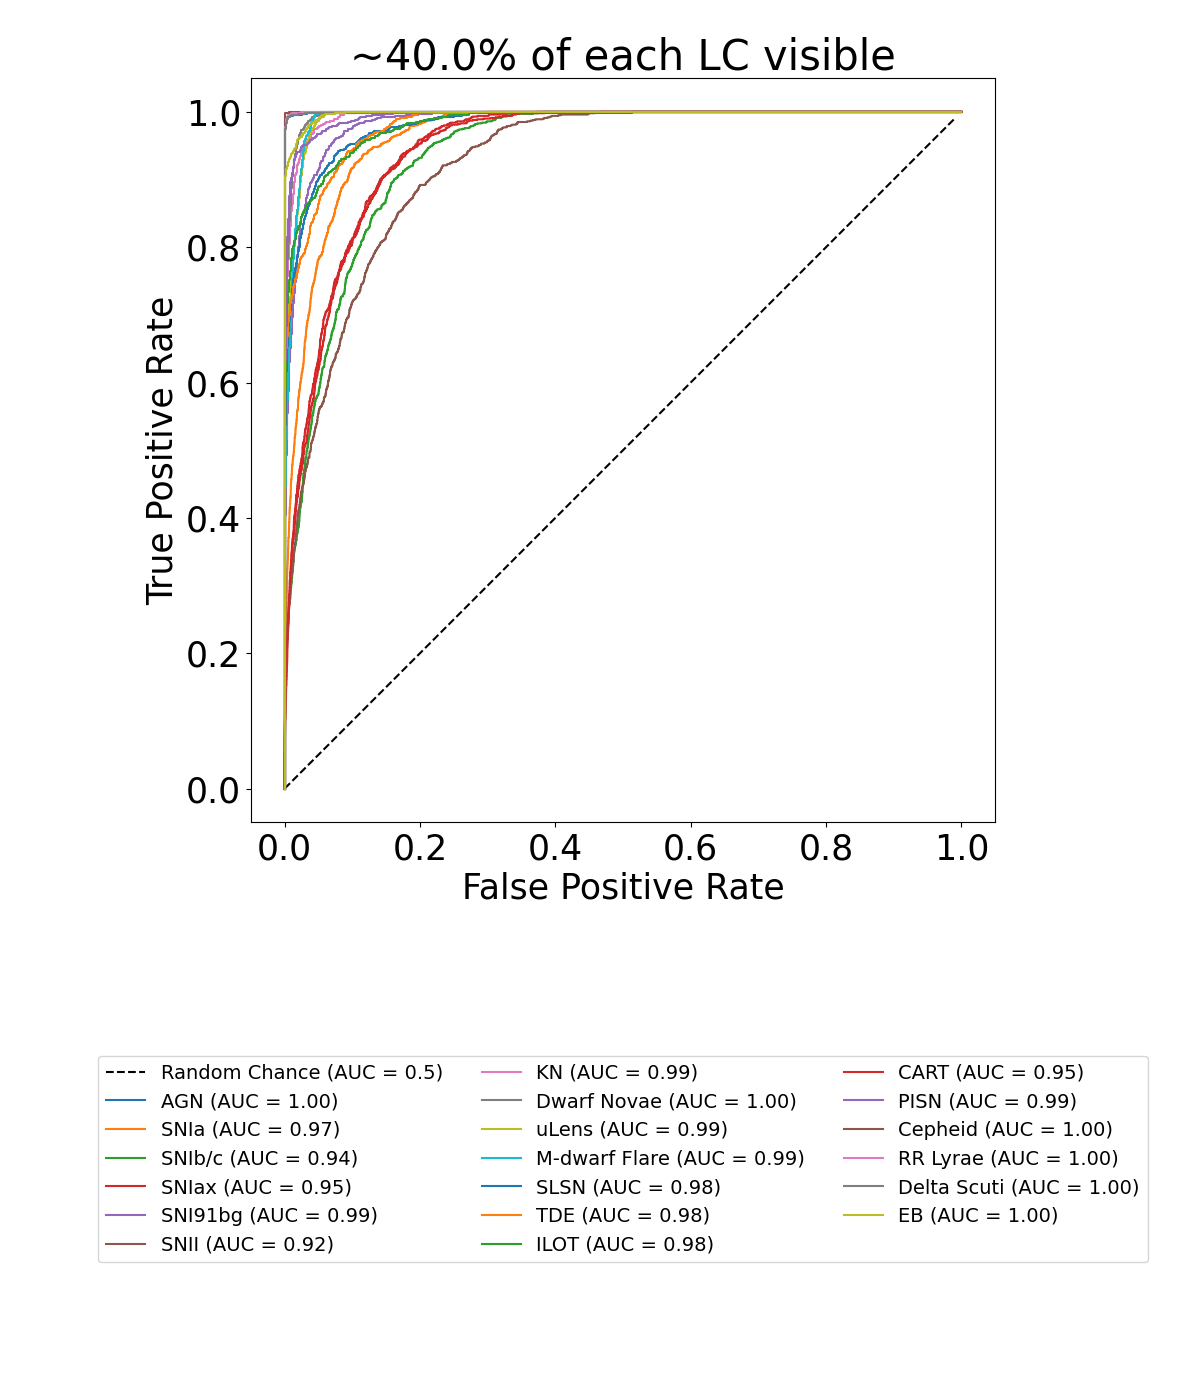 ~40.0% of each LC visible
True Positive Rate
1.0
0.8
0.6
0.4
0.2
0.0
0.0 0.2 0.4 0.6 0.8 1.0
False Positive Rate
Random Chance (AUC = 0.5)
AGN (AUC = 1.00)
SNIa (AUC = 0.97)
SNIb/c (AUC = 0.94)
SNIax (AUC = 0.95)
SNI91bg (AUC = 0.99)
SNII (AUC = 0.92)
KN (AUC = 0.99)
Dwarf Novae (AUC = 1.00)
uLens (AUC = 0.99)
M-dwarf Flare (AUC = 0.99)
SLSN (AUC = 0.98)
TDE (AUC = 0.98)
ILOT (AUC = 0.98)
CART (AUC = 0.95)
PISN (AUC = 0.99)
Cepheid (AUC = 1.00)
RR Lyrae (AUC = 1.00)
Delta Scuti (AUC = 1.00)
EB (AUC = 1.00)